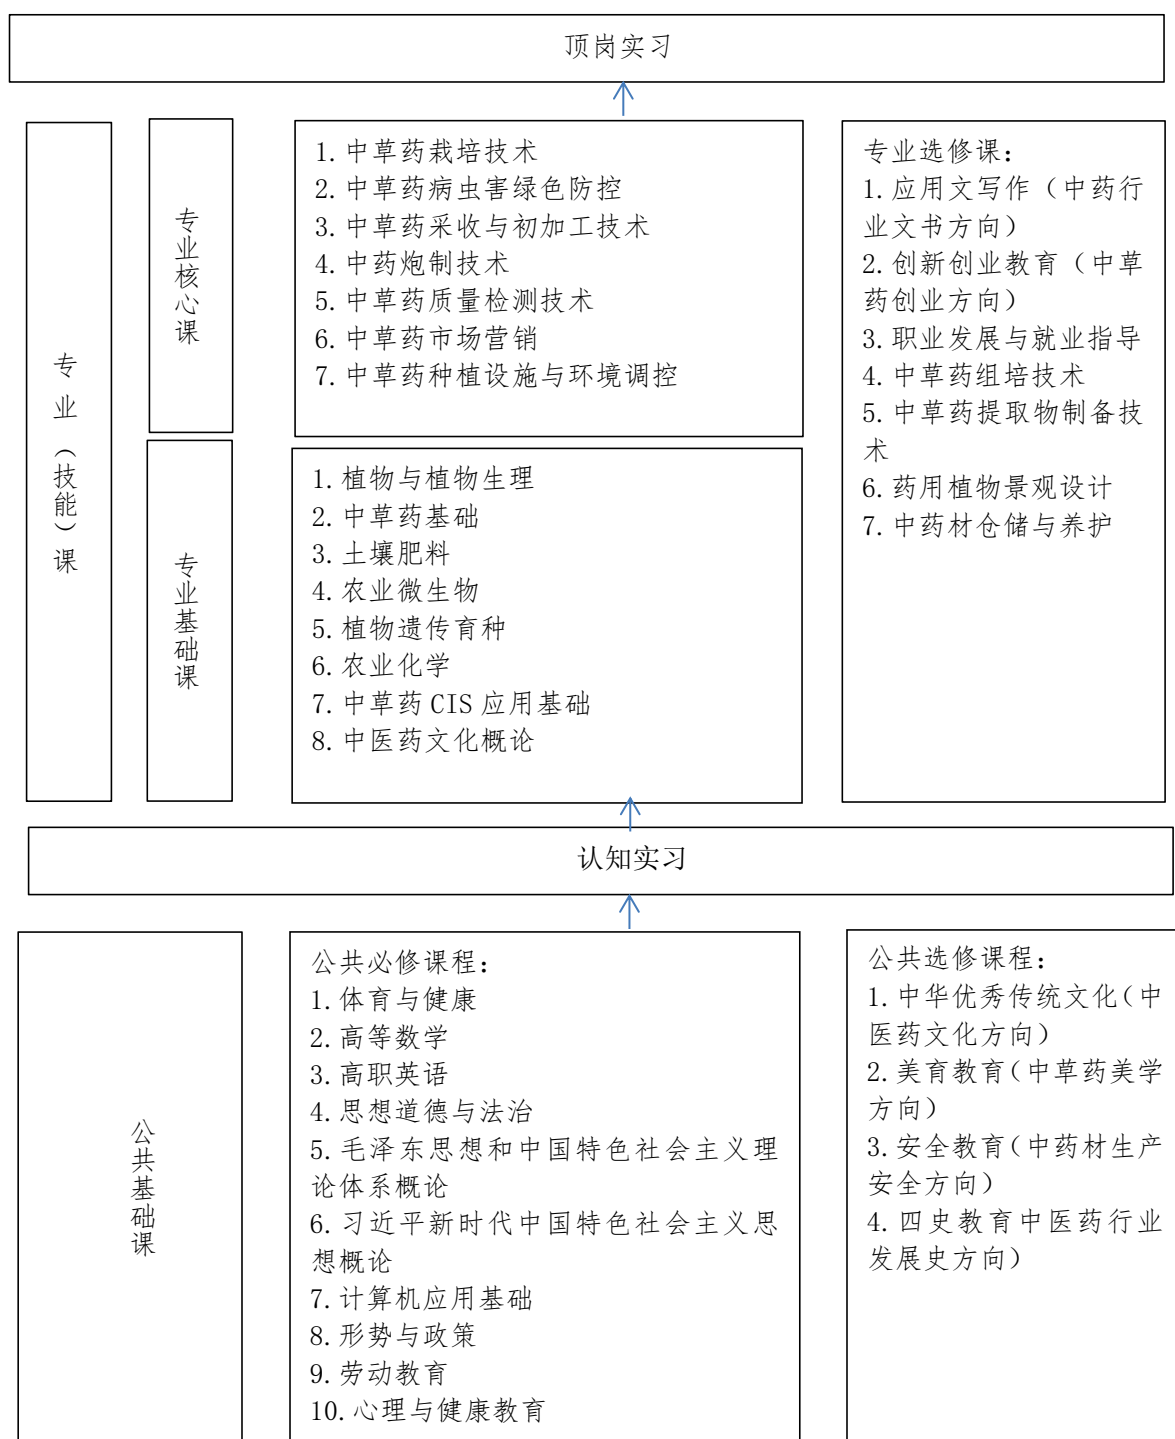 顶岗实习
专业（技能）课
专业核心课
1.中草药栽培技术
2.中草药病虫害绿色防控
3.中草药采收与初加工技术
4.中药炮制技术
5.中草药质量检测技术
6.中草药市场营销
7.中草药种植设施与环境调控
专业基础课
1.植物与植物生理
2.中草药基础
3.土壤肥料
4.农业微生物
5.植物遗传育种
6.农业化学
7.中草药 CIS 应用基础
8.中医药文化概论
专业选修课：
1.应用文写作（中药行
业文书方向）
2.创新创业教育（中草
药创业方向）
3.职业发展与就业指导
4.中草药组培技术
5.中草药提取物制备技
术
6.药用植物景观设计
7.中药材仓储与养护
认知实习
公共基础课
公共必修课程：
1.体育与健康
2.高等数学
3.高职英语
4.思想道德与法治
5.毛泽东思想和中国特色社会主义理
论体系概论
6.习近平新时代中国特色社会主义思
想概论
7.计算机应用基础
8.形势与政策
9.劳动教育
10.心理与健康教育
公共选修课程：
1.中华优秀传统文化（中
医药文化方向）
2.美育教育（中草药美学
方向）
3.安全教育（中药材生产
安全方向）
4.四史教育中医药行业
发展史方向）